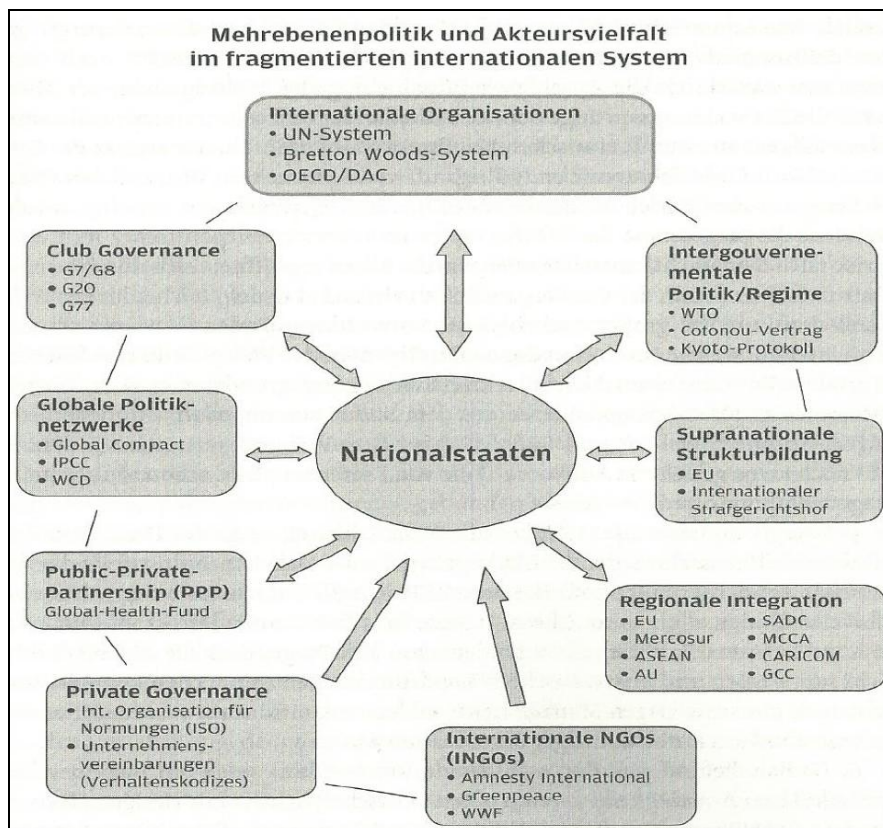 Mehrebenenpolitik und Akteursvielfalt
im fragmentierten internationalen System
Internationale Organisationen
• UN-System
• Bretton Woods-System
• OECD/DAC
Club Governance
• G7/G8
• G20
• G77
Intergouverne-
mentale
Politik/Regime
• WTO
• Cotonou-Vertrag
• Kyoto-Protokoll
Globale Politik-
netzwerke
• Global Compact
• IPCC
• WCD
Nationalstaaten
Supranationale
Strukturbildung
• EU
• Internationaler
Strafgerichtshof
Public-Private-
Partnership (PPP)
Global-Health-Fund
Regionale Integration
• EU
• Mercosur
• ASEAN
• AU
• SADC
• MCCA
• CARICOM
• GCC
Private Governance
• Int. Organisation für
Normungen (ISO)
• Unternehmens-
vereinbarungen
(Verhaltenskodizes)
Internationale NGOs
(INGOs)
• Amnesty International
• Greenpeace
• WWF